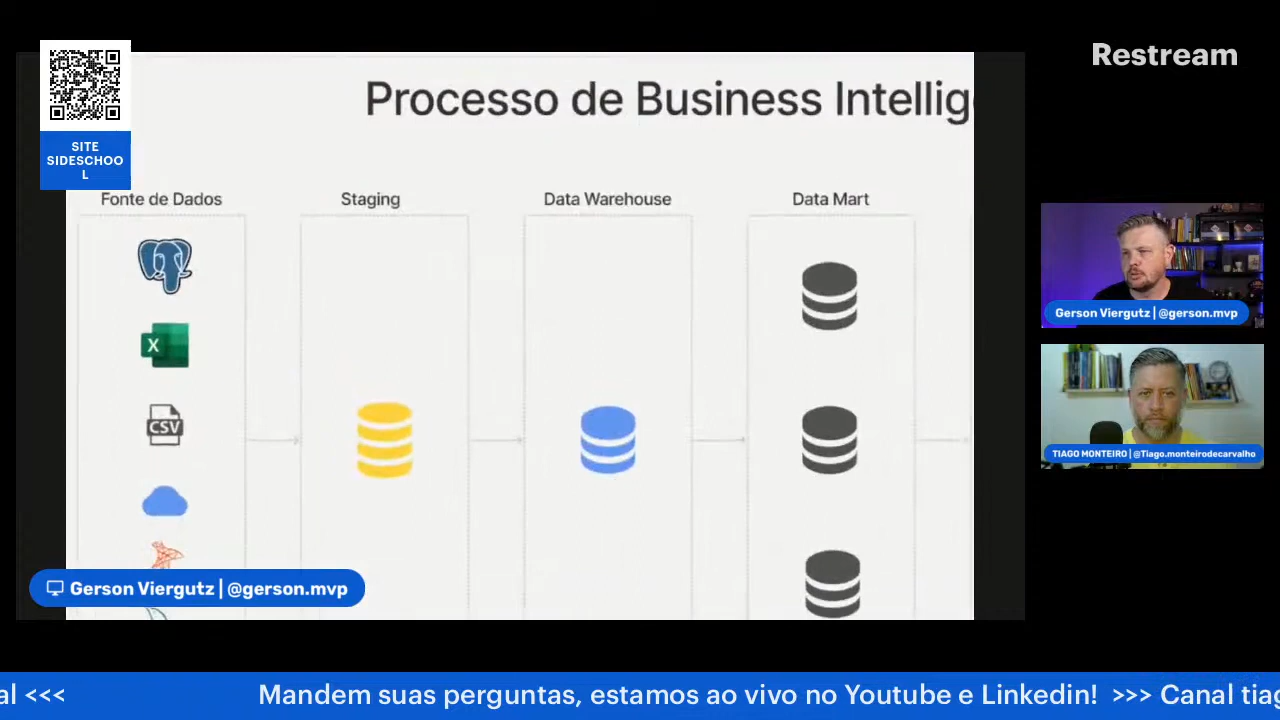 Restream
SITE
SIDESCHOO
L
Processo de Business Intellig
Fonte de Dados
Staging
Data Warehouse
Data Mart
X
CSV
Gerson Viergutz | @gerson.mvp
TIAGO MONTEIRO | @Tiago.monteirodecarvalho
Gerson Viergutz | @gerson.mvp
al <<<
Mandem suas perguntas, estamos ao vivo no Youtube e Linkedin! >>> Canal tiag